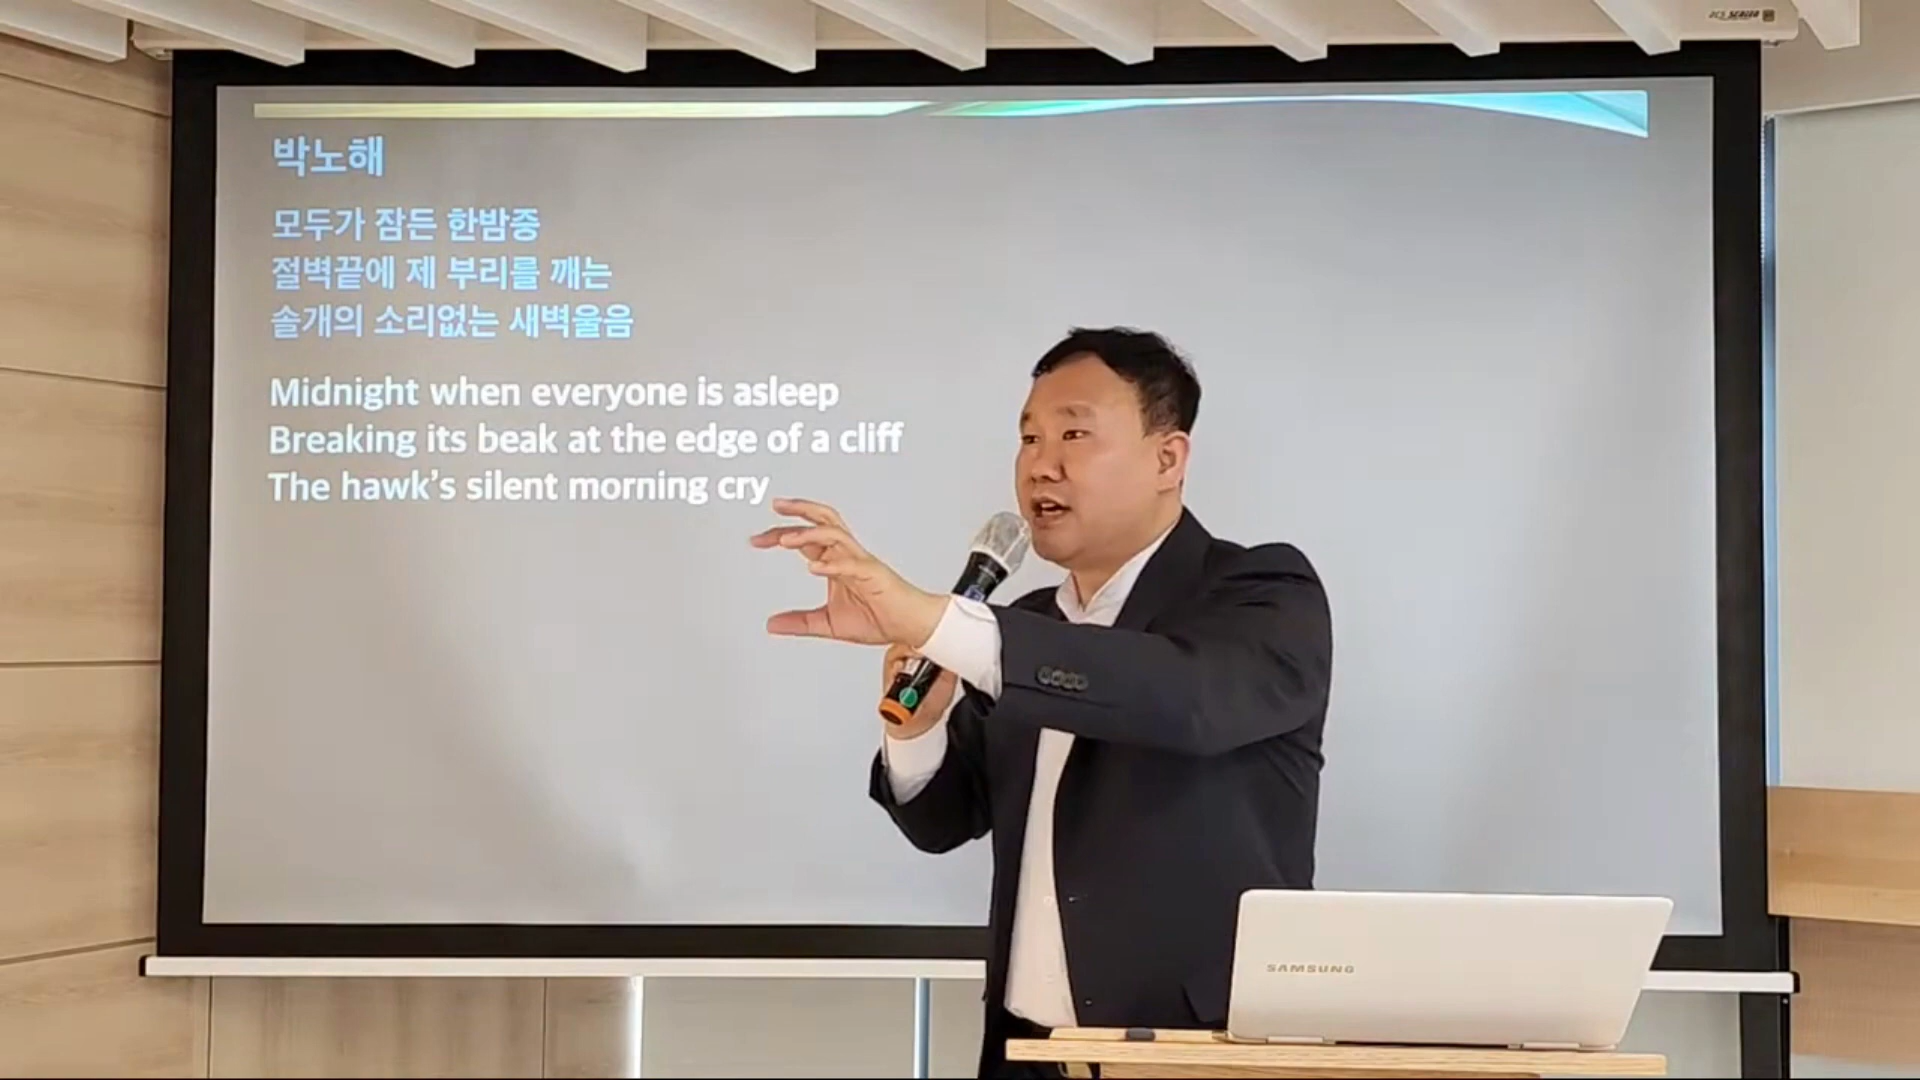 박노해
모두가 잠든 한밤중
절벽끝에 제 부리를 깨는
솔개의 소리없는 새벽울음
Midnight when everyone is asleep
Breaking its beak at the edge of a cliff
The hawk's silent morning cry
SAMSUNG